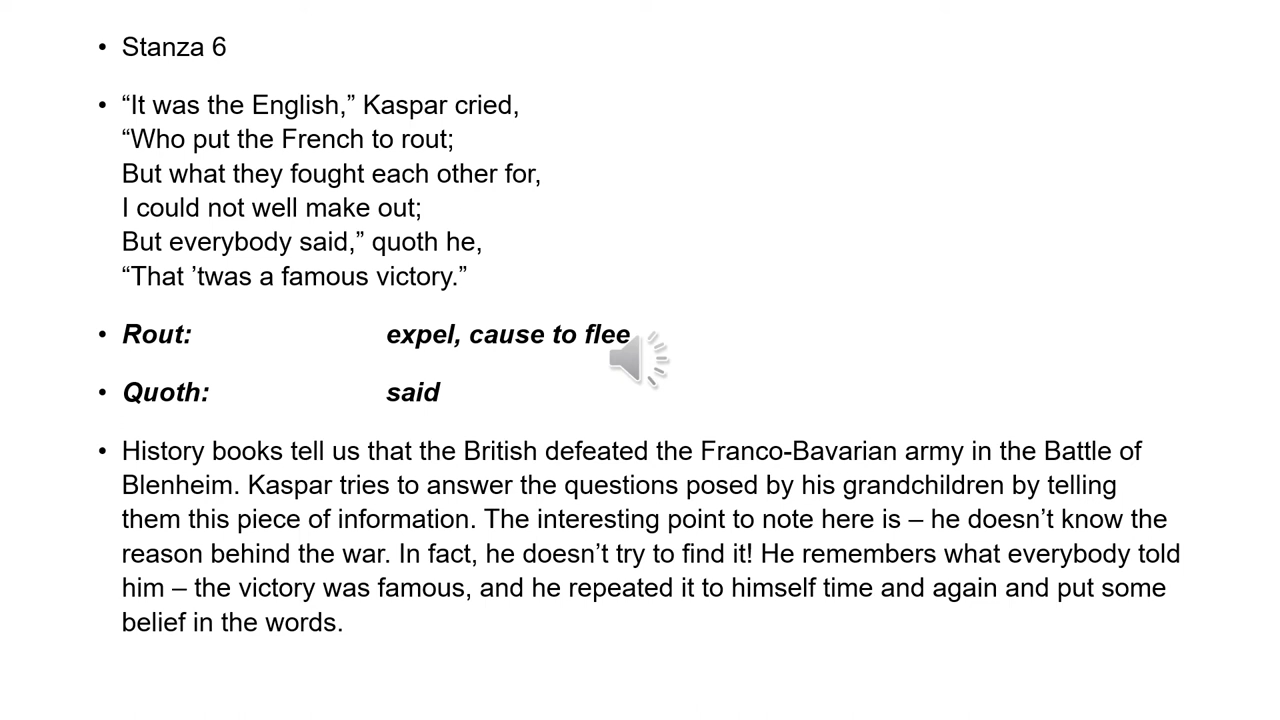 • Stanza 6
• “It was the English,” Kaspar cried,
“Who put the French to rout;
But what they fought each other for,
I could not well make out;
But everybody said,” quoth he,
“That ’twas a famous victory.”
• Rout: expel, cause to flee
• Quoth: said
• History books tell us that the British defeated the Franco-Bavarian army in the Battle of
Blenheim. Kaspar tries to answer the questions posed by his grandchildren by telling
them this piece of information. The interesting point to note here is – he doesn’t know the
reason behind the war. In fact, he doesn’t try to find it! He remembers what everybody told
him – the victory was famous, and he repeated it to himself time and again and put some
belief in the words.